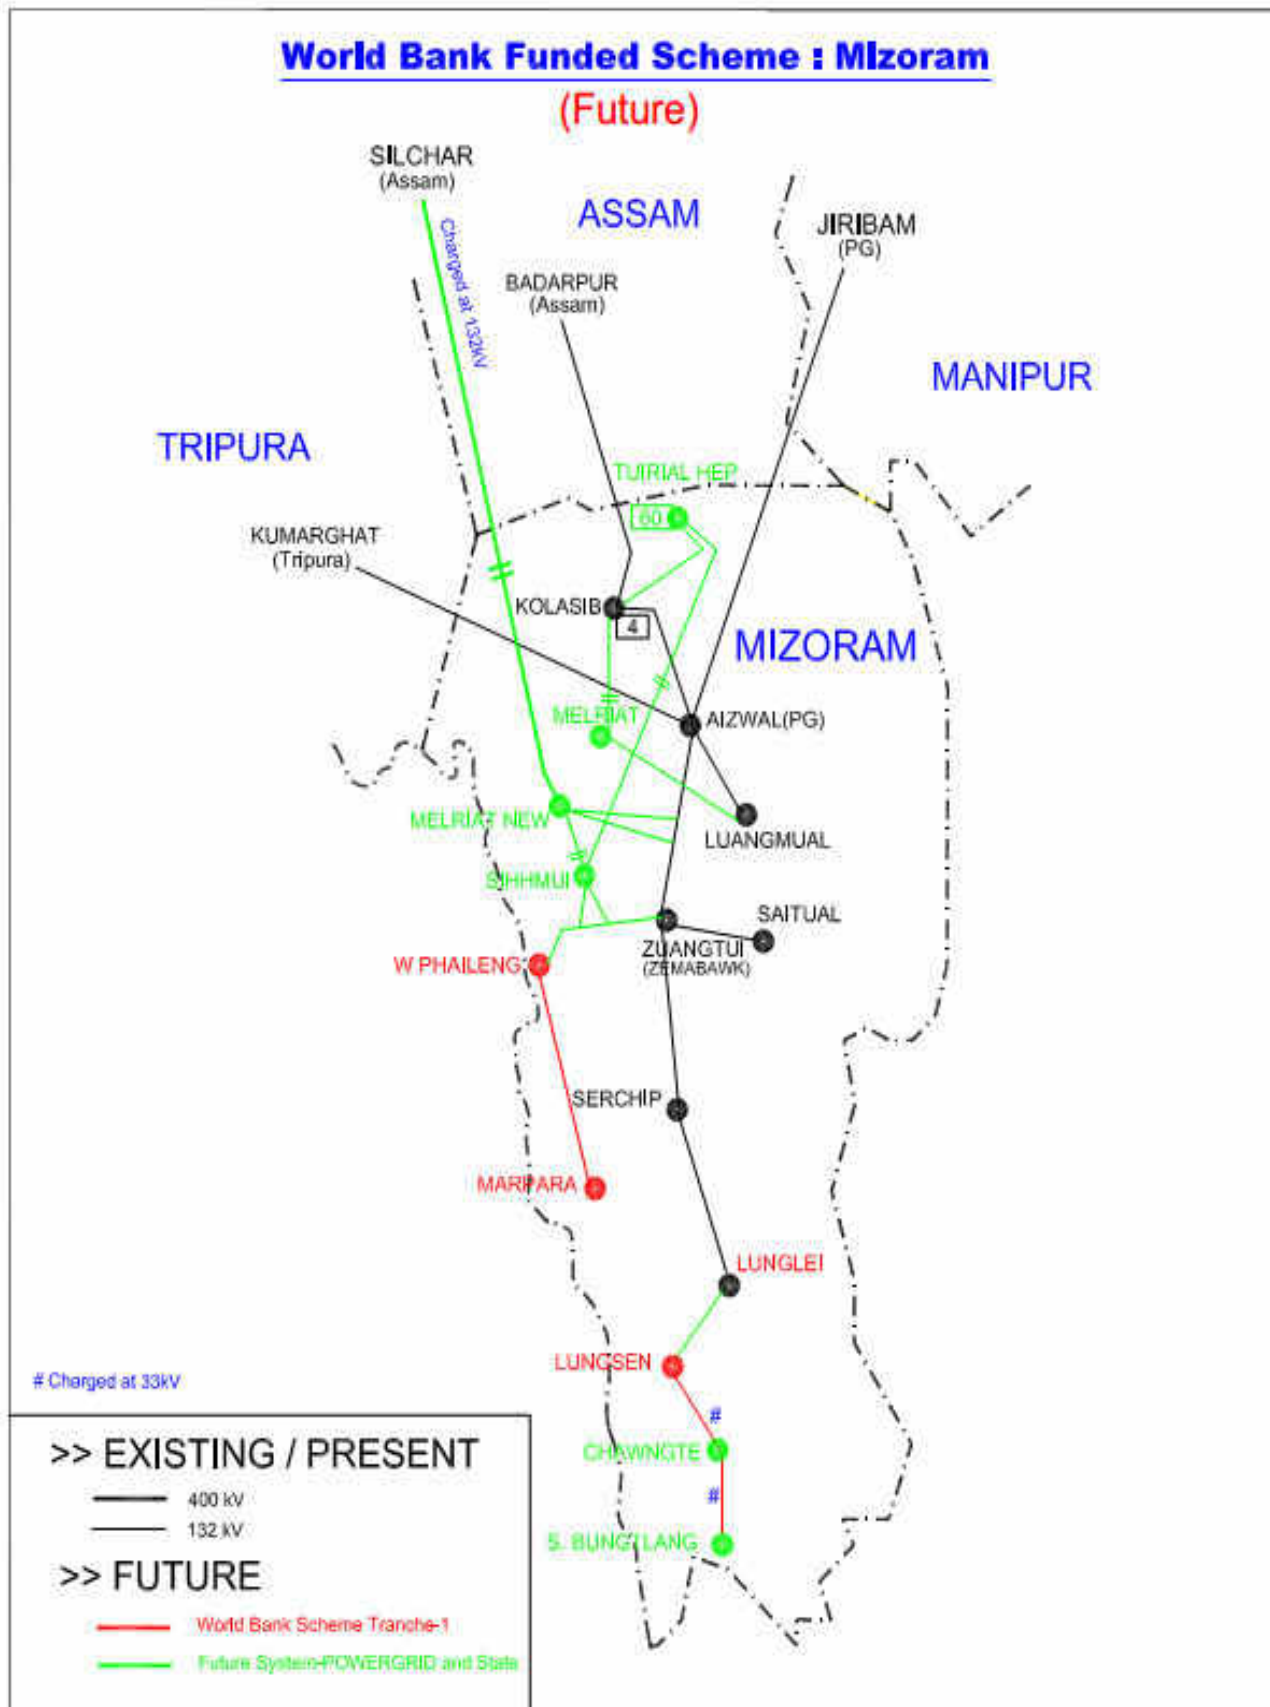 World Bank Funded Scheme : MIzoram
(Future)
SILCHAR
(Assam)
ASSAM
JIRIBAM
(PG)
Charged at 132kV
BADARPUR
(Assam)
MANIPUR
TRIPURA
TUIRIAL HEP
60
KUMARGHAT
(Tripura)
KOLASIB
4
MIZORAM
MELRIAT
AIZWAL(PG)
MELRIAT NEW
LUANGMUAL
SIHHMUI
SAITUAL
ZUANGTUI
(ZEMABAWK)
W PHAILENG
SERCHIP
MARPARA
LUNGLEI
LUNGSEN
# Charged at 33kV
#
CHAWNGTE
#
S. BUNGTLANG
>> EXISTING / PRESENT
400 kV
132 kV
>> FUTURE
World Bank Scheme Tranche-1
Future System-POWERGRID and State